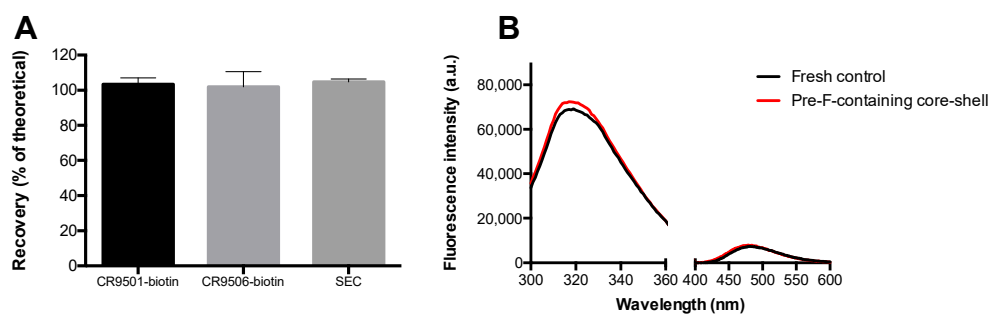 A
Recovery (% of theoretical)
120
100
80
60
40
20
0
CR9501-biotin CR9506-biotin SEC
B
Fluorescence intensity (a.u.)
80,000
60,000
40,000
20,000
0
300 320 340 360 400 450 500 550 600
Wavelength (nm)
Fresh control
Pre-F-containing core-shell